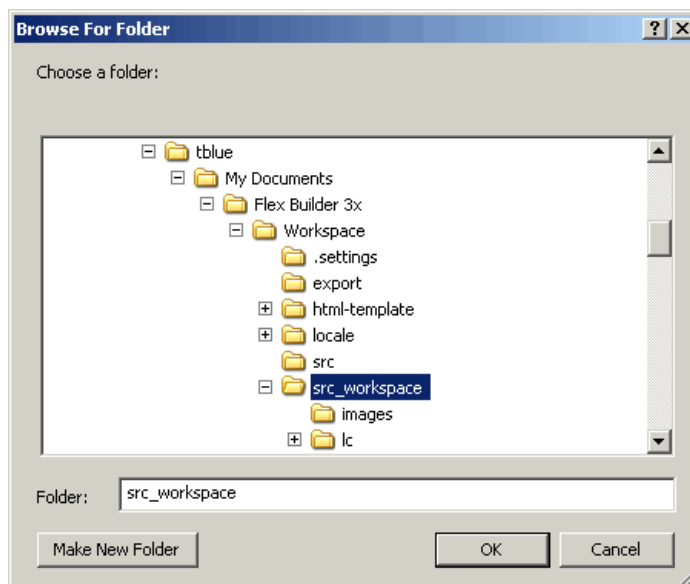 Browse For Folder
Choose a folder:
tblue
My Documents
Flex Builder 3x
Workspace
.settings
export
html-template
locale
src
src_workspace
images
lc
Folder: src_workspace
Make New Folder OK Cancel